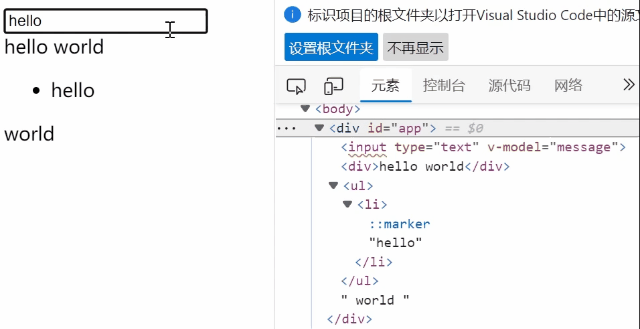 hello
hello world
• hello
world
标识项目的根文件夹以打开Visual Studio Code中的源文
设置根文件夹 不再显示
元素 控制台 源代码 网络 »
<body>
··· ▼<div id="app"> == $0
<input type="text" v-model="message">
<div>hello world</div>
▼<ul>
▼<li>
::marker
"hello"
</li>
</ul>
" world "
</div>